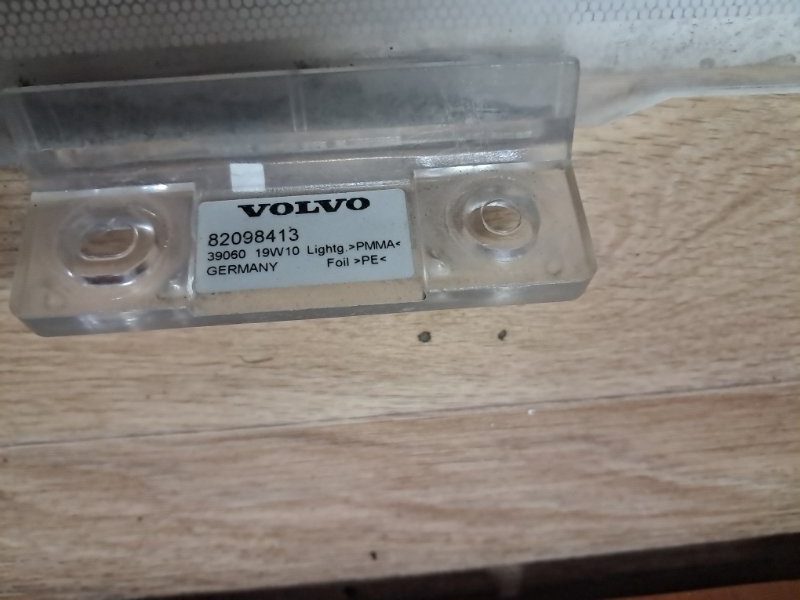 VOLVO
82098413
39060 19W10 Lightg.>PMMA<
GERMANY Foil >PE<